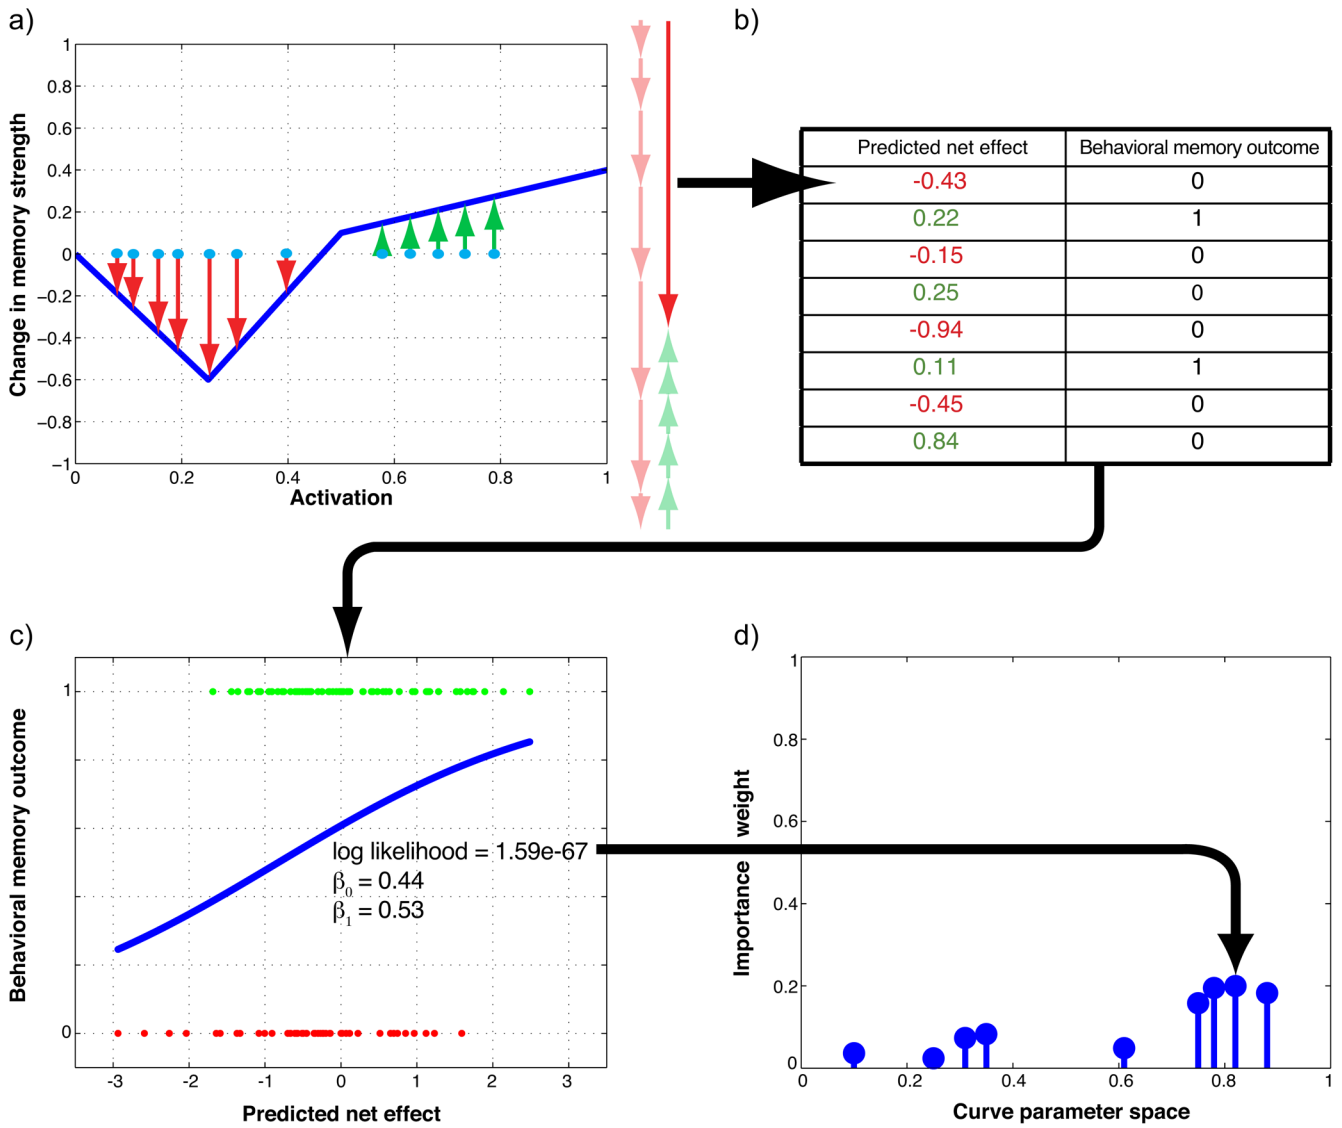 a)
1
0.8
0.6
0.4
0.2
0
−0.2
−0.4
−0.6
−0.8
−1
0 0.2 0.4 0.6 0.8 1
Activation
Change in memory strength
b)
Predicted net effect Behavioral memory outcome
-0.43 0
0.22 1
-0.15 0
0.25 0
-0.94 0
0.11 1
-0.45 0
0.84 0
c)
1
0
Behavioral memory outcome
log likelihood = 1.59e-67
β0 = 0.44
β1 = 0.53
-3 -2 -1 0 1 2 3
Predicted net effect
d)
1
0.8
0.6
0.4
0.2
0
Importance weight
0 0.2 0.4 0.6 0.8 1
Curve parameter space